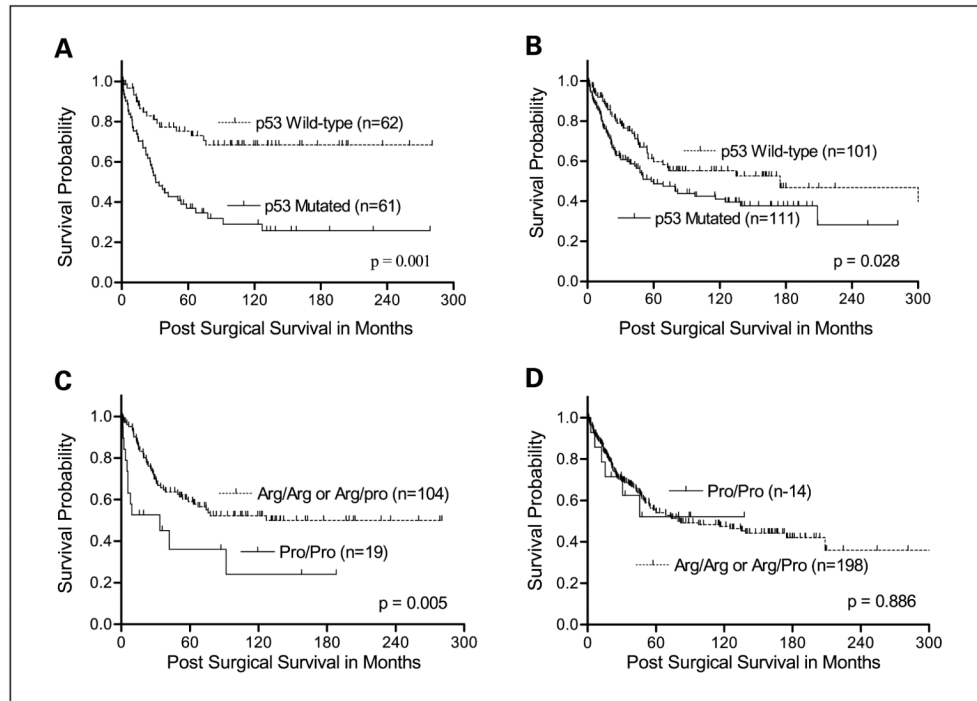 A
Survival Probability
1.0
0.8
0.6
0.4
0.2
0.0
p53 Wild-type (n=62)
p53 Mutated (n=61)
p = 0.001
0 60 120 180 240 300
Post Surgical Survival in Months
B
Survival Probability
1.0
0.8
0.6
0.4
0.2
0.0
p53 Wild-type (n=101)
p53 Mutated (n=111)
p = 0.028
0 60 120 180 240 300
Post Surgical Survival in Months
C
Survival Probability
1.0
0.8
0.6
0.4
0.2
0.0
Arg/Arg or Arg/pro (n=104)
Pro/Pro (n=19)
p = 0.005
0 60 120 180 240 300
Post Surgical Survival in Months
D
Survival Probability
1.0
0.8
0.6
0.4
0.2
0.0
Pro/Pro (n-14)
Arg/Arg or Arg/Pro (n=198)
p = 0.886
0 60 120 180 240 300
Post Surgical Survival in Months